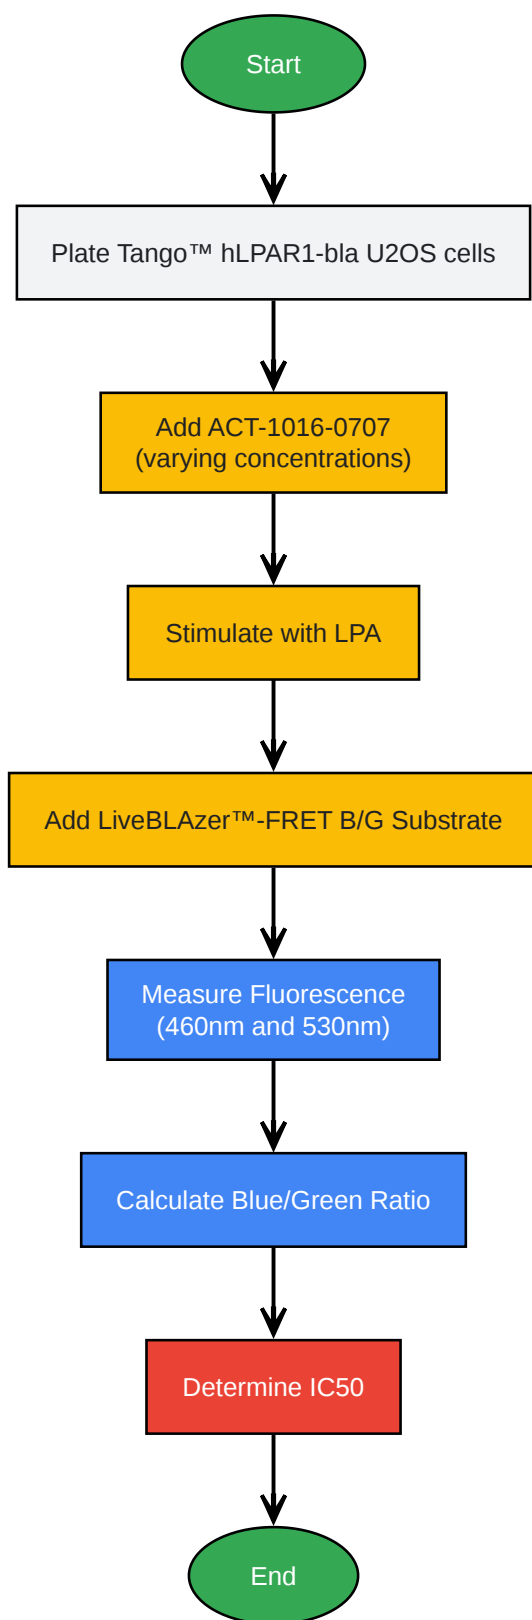 Start
Plate Tango™ hLPAR1-bla U2OS cells
Add ACT-1016-0707
(varying concentrations)
Stimulate with LPA
Add LiveBLAzer™-FRET B/G Substrate
Measure Fluorescence
(460nm and 530nm)
Calculate Blue/Green Ratio
Determine IC50
End